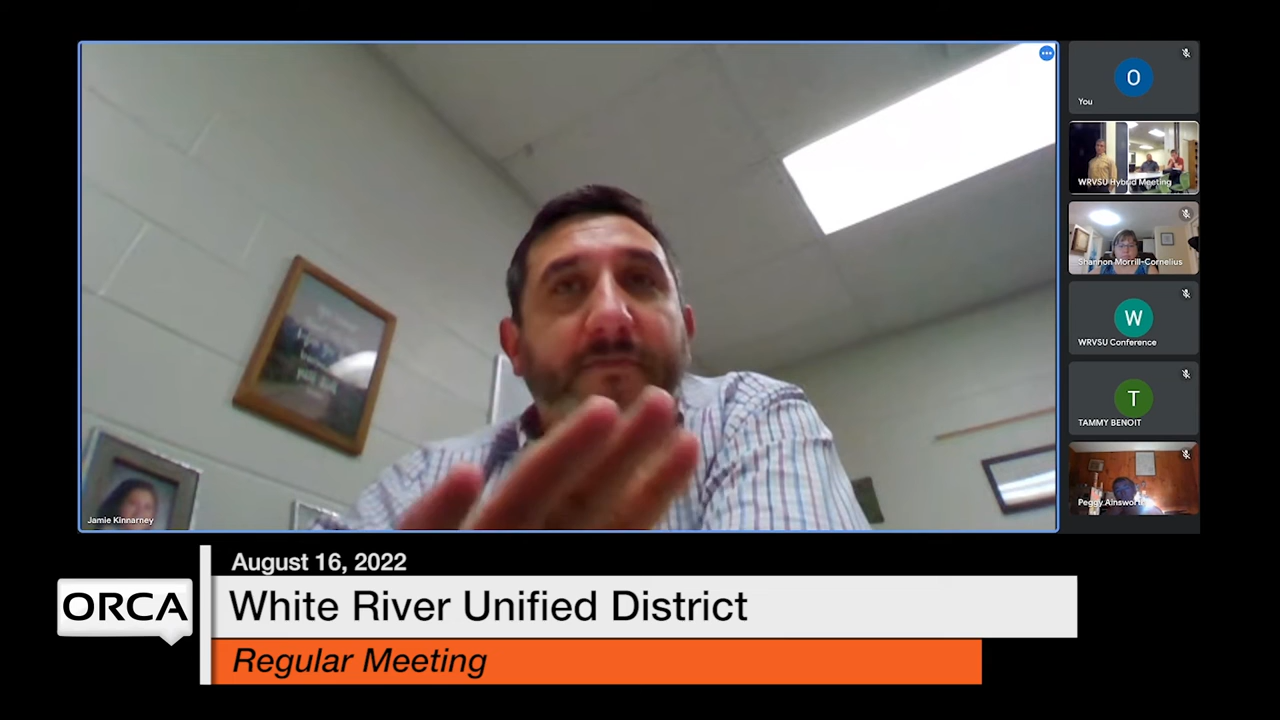 O
You
WRVSU Hybrid Meeting
Shannon Morrill-Cornelius
W
WRVSU Conference
T
TAMMY BENOIT
Peggy Ainswort
Jamie Kinnarney
August 16, 2022
ORCA
White River Unified District
Regular Meeting